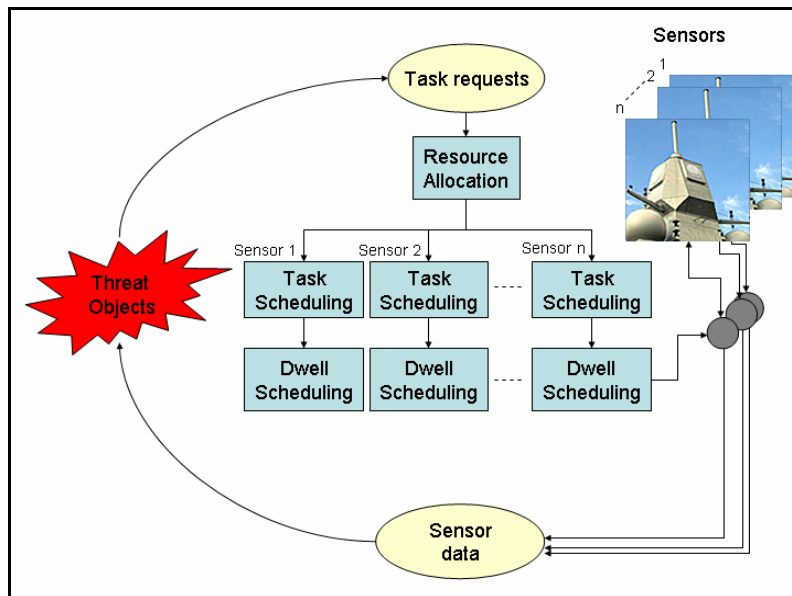 Sensors
1
2
n
Task requests
Resource
Allocation
Sensor 1
Sensor 2
Sensor n
Task
Scheduling
Task
Scheduling
Task
Scheduling
Threat
Objects
Dwell
Scheduling
Dwell
Scheduling
Dwell
Scheduling
Sensor
data